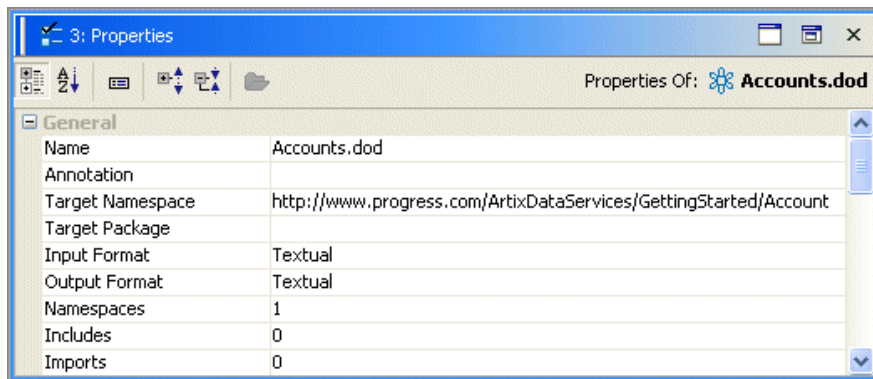 3: Properties
Properties Of: Accounts.dod
General
Name Accounts.dod
Annotation
Target Namespace http://www.progress.com/ArtixDataServices/GettingStarted/Account
Target Package
Input Format Textual
Output Format Textual
Namespaces 1
Includes 0
Imports 0